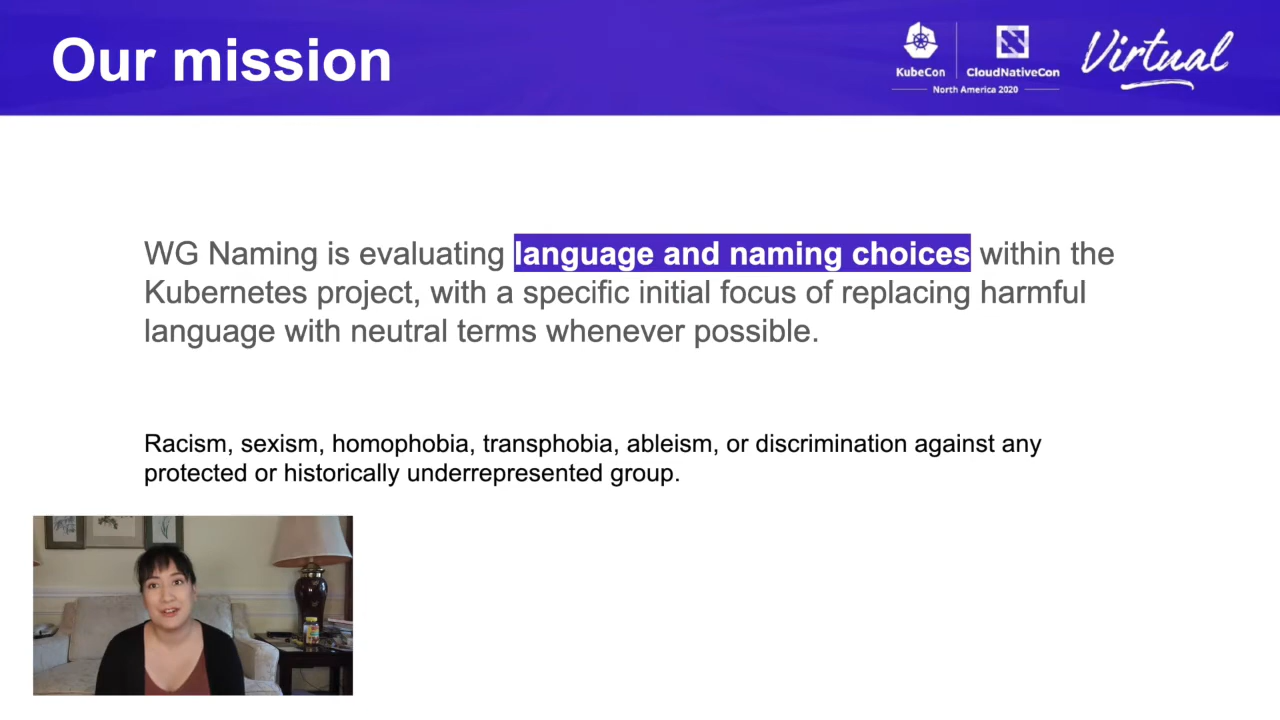 Our mission
KubeCon
CloudNativeCon
North America 2020
Virtual
WG Naming is evaluating language and naming choices within the
Kubernetes project, with a specific initial focus of replacing harmful
language with neutral terms whenever possible.
Racism, sexism, homophobia, transphobia, ableism, or discrimination against any
protected or historically underrepresented group.